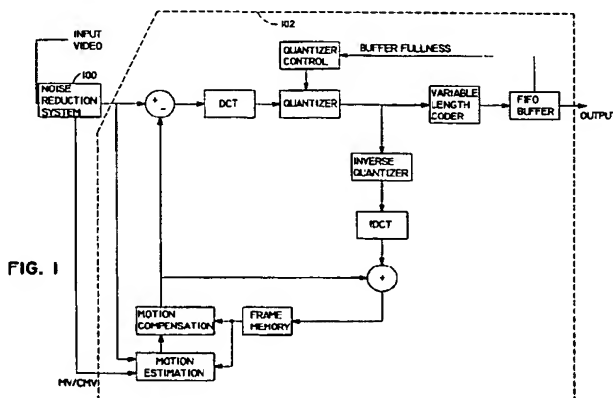 102
INPUT
VIDEO
100
NOISE
REDUCTION
SYSTEM
+
-
DCT
QUANTIZER
CONTROL
BUFFER FULLNESS
QUANTIZER
VARIABLE
LENGTH
CODER
FIFO
BUFFER
OUTPUT
INVERSE
QUANTIZER
IDCT
+
FIG. 1
MOTION
COMPENSATION
FRAME
MEMORY
MOTION
ESTIMATION
MV/CMV